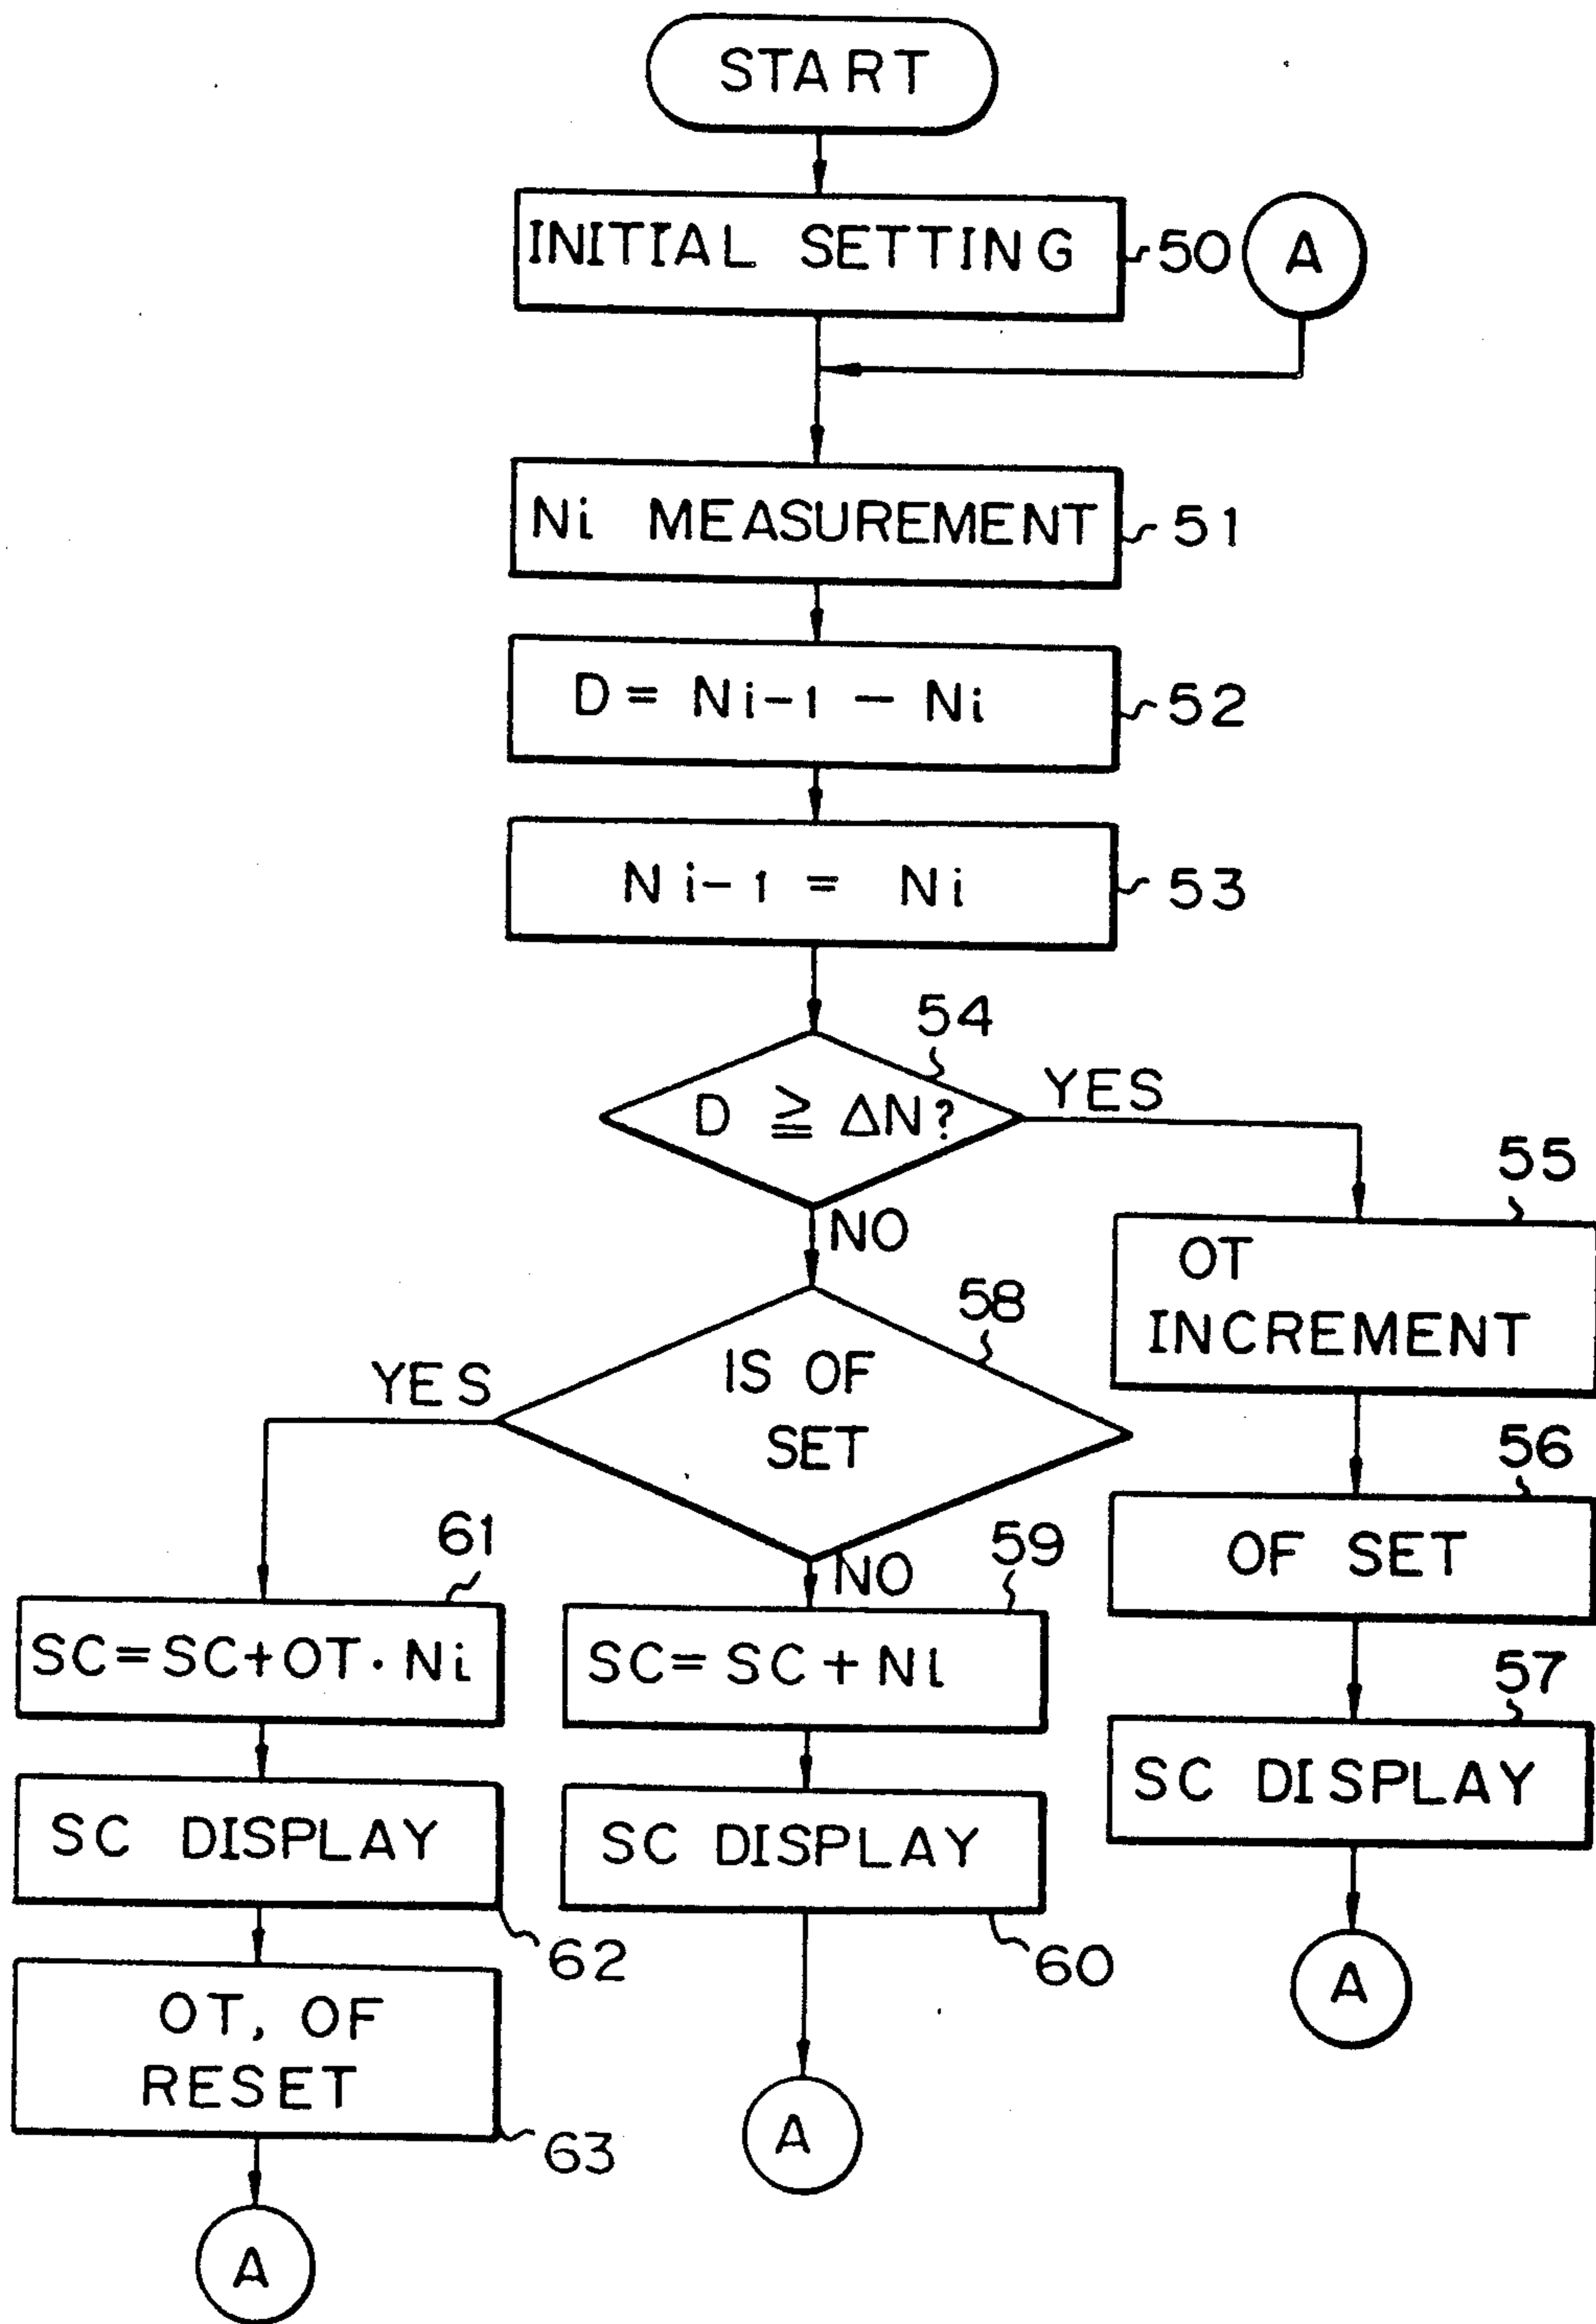 START
INITIAL SETTING
50
A
Ni MEASUREMENT
51
D = Ni-1 - Ni
52
Ni-1 = Ni
53
54
D ≧ ΔN?
YES
NO
55
OT
INCREMENT
58
IS OF
SET
YES
NO
56
OF SET
61
SC=SC+OT·Ni
59
SC=SC+Ni
57
SC DISPLAY
SC DISPLAY
62
SC DISPLAY
60
A
OT, OF
RESET
63
A
A